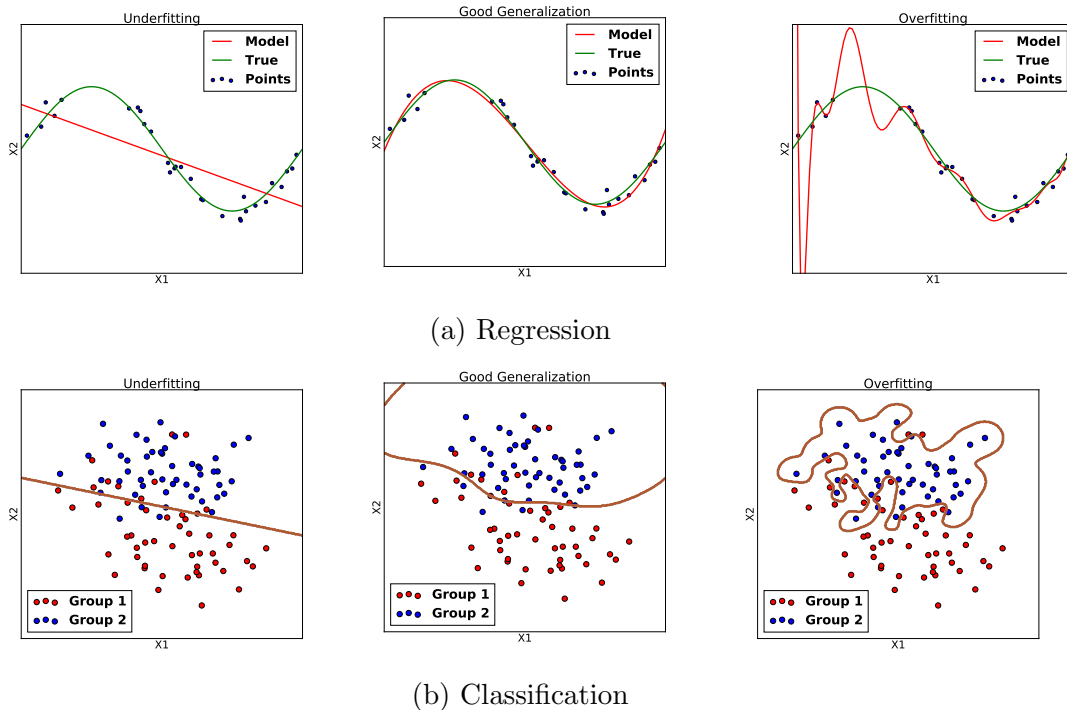 Underfitting
Model
True
Points
X2
X1
Good Generalization
Model
True
Points
X2
X1
Overfitting
Model
True
Points
X2
X1
(a) Regression
Underfitting
X2
Group 1
Group 2
X1
Good Generalization
X2
Group 1
Group 2
X1
Overfitting
X2
Group 1
Group 2
X1
(b) Classification